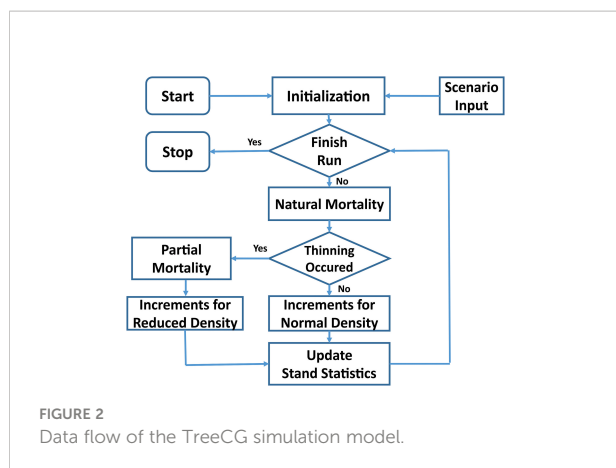 Start
Initialization
Scenario
Input
Stop
Yes
Finish
Run
No
Natural Mortality
Partial
Mortality
Yes
Thinning
Occured
No
Increments for
Reduced Density
Increments for
Normal Density
Update
Stand Statistics
FIGURE 2
Data flow of the TreeCG simulation model.